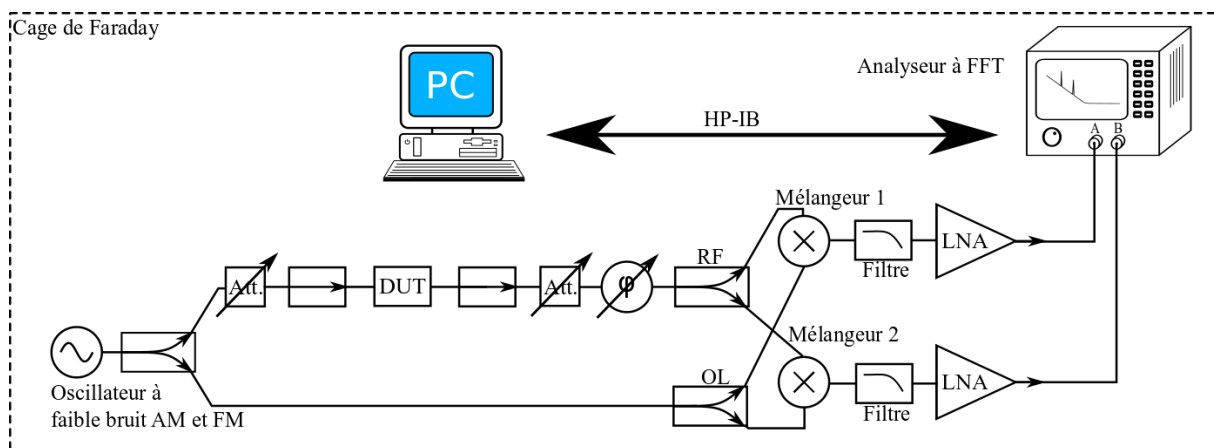 Cage de Faraday
PC
HP-IB
Analyseur à FFT
A B
Mélangeur 1
LNA
Filtre
RF
Att.
DUT
Att.
φ
Mélangeur 2
LNA
Filtre
OL
Oscillateur à
faible bruit AM et FM